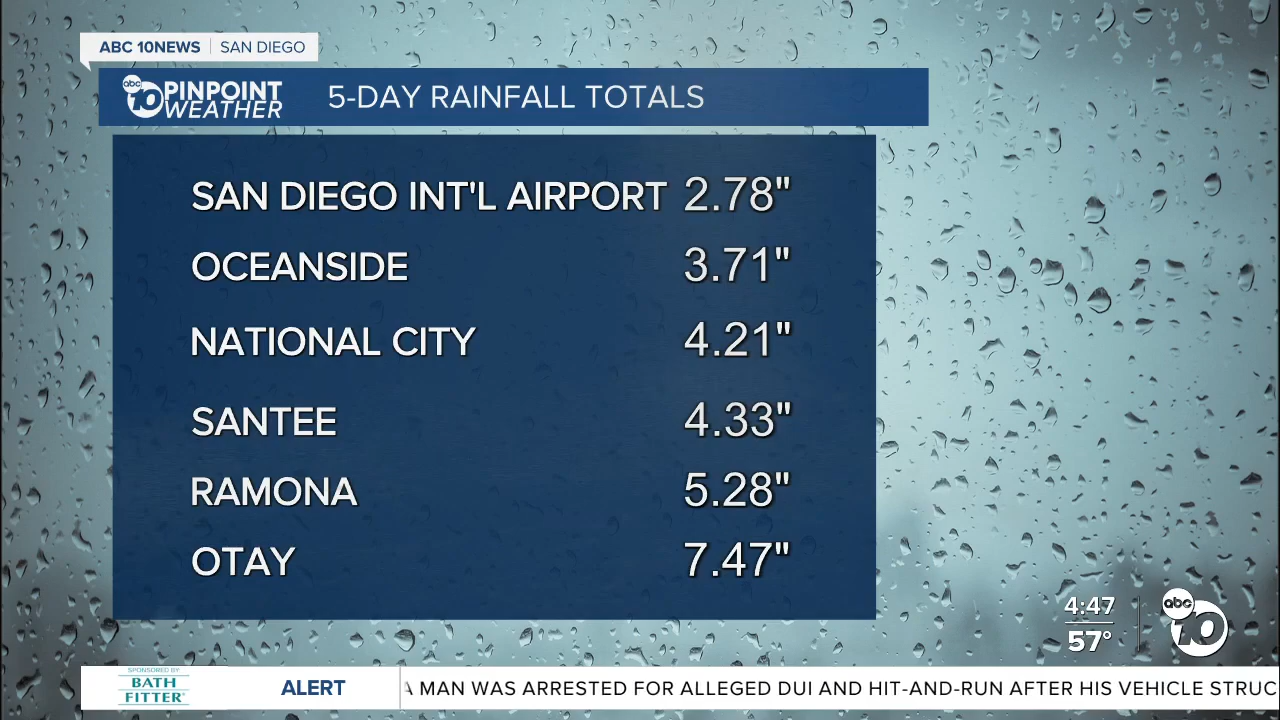 ABC 10NEWS | SAN DIEGO
abc 10 PINPOINT WEATHER
5-DAY RAINFALL TOTALS
SAN DIEGO INT'L AIRPORT 2.78"
OCEANSIDE 3.71"
NATIONAL CITY 4.21"
SANTEE 4.33"
RAMONA 5.28"
OTAY 7.47"
4:47
57°
abc 10
SPONSORED BY:
BATH
FITTER®
ALERT
A MAN WAS ARRESTED FOR ALLEGED DUI AND HIT-AND-RUN AFTER HIS VEHICLE STRUC